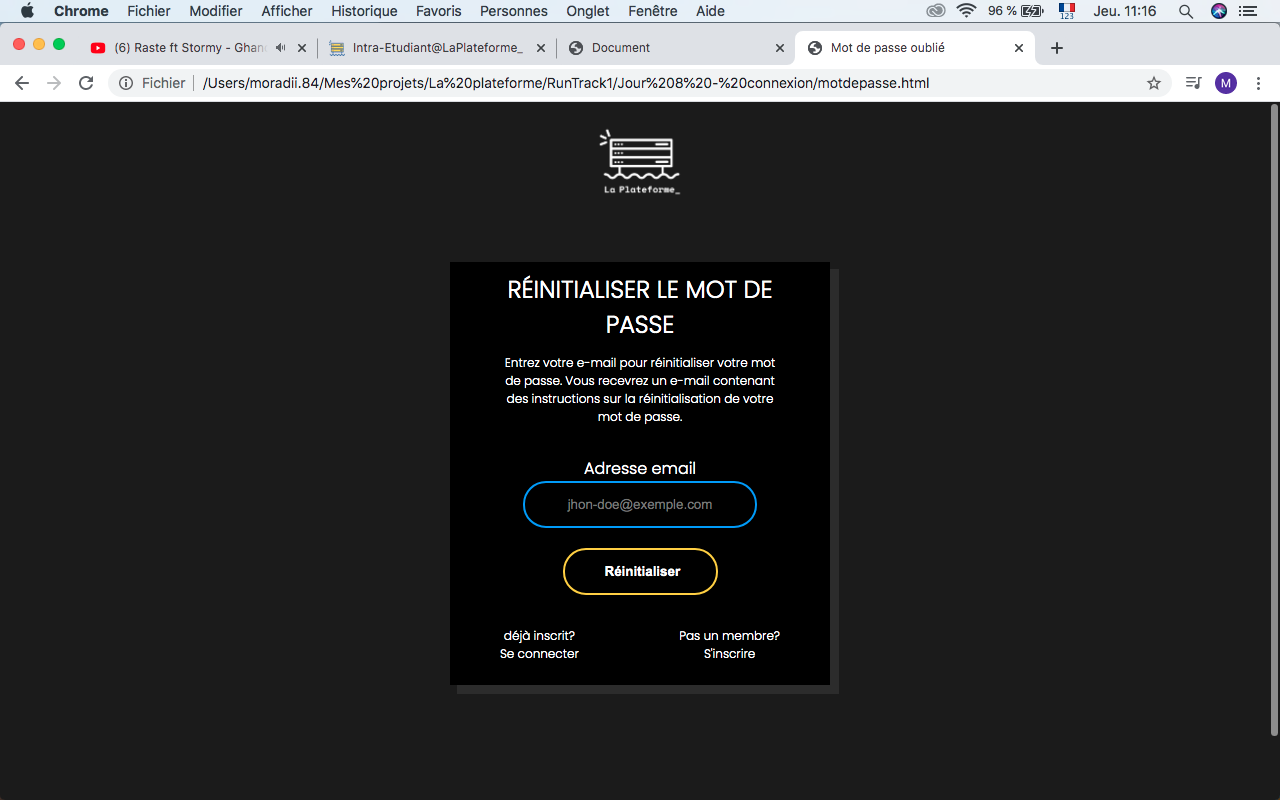 Chrome Fichier Modifier Afficher Historique Favoris Personnes Onglet Fenêtre Aide 96 % 123 Jeu. 11:16
(6) Raste ft Stormy - Ghan Intra-Etudiant@LaPlateforme_ Document Mot de passe oublié
Fichier /Users/moradii.84/Mes%20projets/La%20plateforme/RunTrack1/Jour%208%20-%20connexion/motdepasse.html M
La Plateforme_
RÉINITIALISER LE MOT DE
PASSE
Entrez votre e-mail pour réinitialiser votre mot
de passe. Vous recevrez un e-mail contenant
des instructions sur la réinitialisation de votre
mot de passe.
Adresse email
jhon-doe@exemple.com
Réinitialiser
déjà inscrit? Pas un membre?
Se connecter S'inscrire